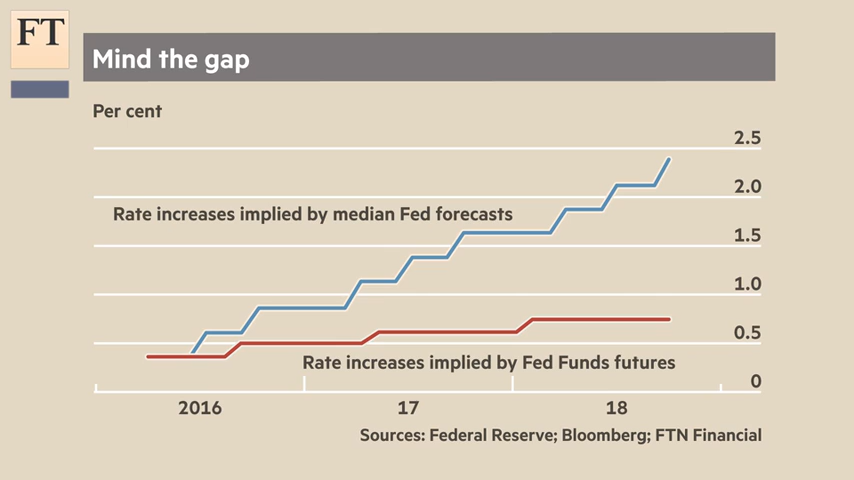 FT
Mind the gap
Per cent
2.5
2.0
Rate increases implied by median Fed forecasts
1.5
1.0
0.5
Rate increases implied by Fed Funds futures
0
2016 17 18
Sources: Federal Reserve; Bloomberg; FTN Financial